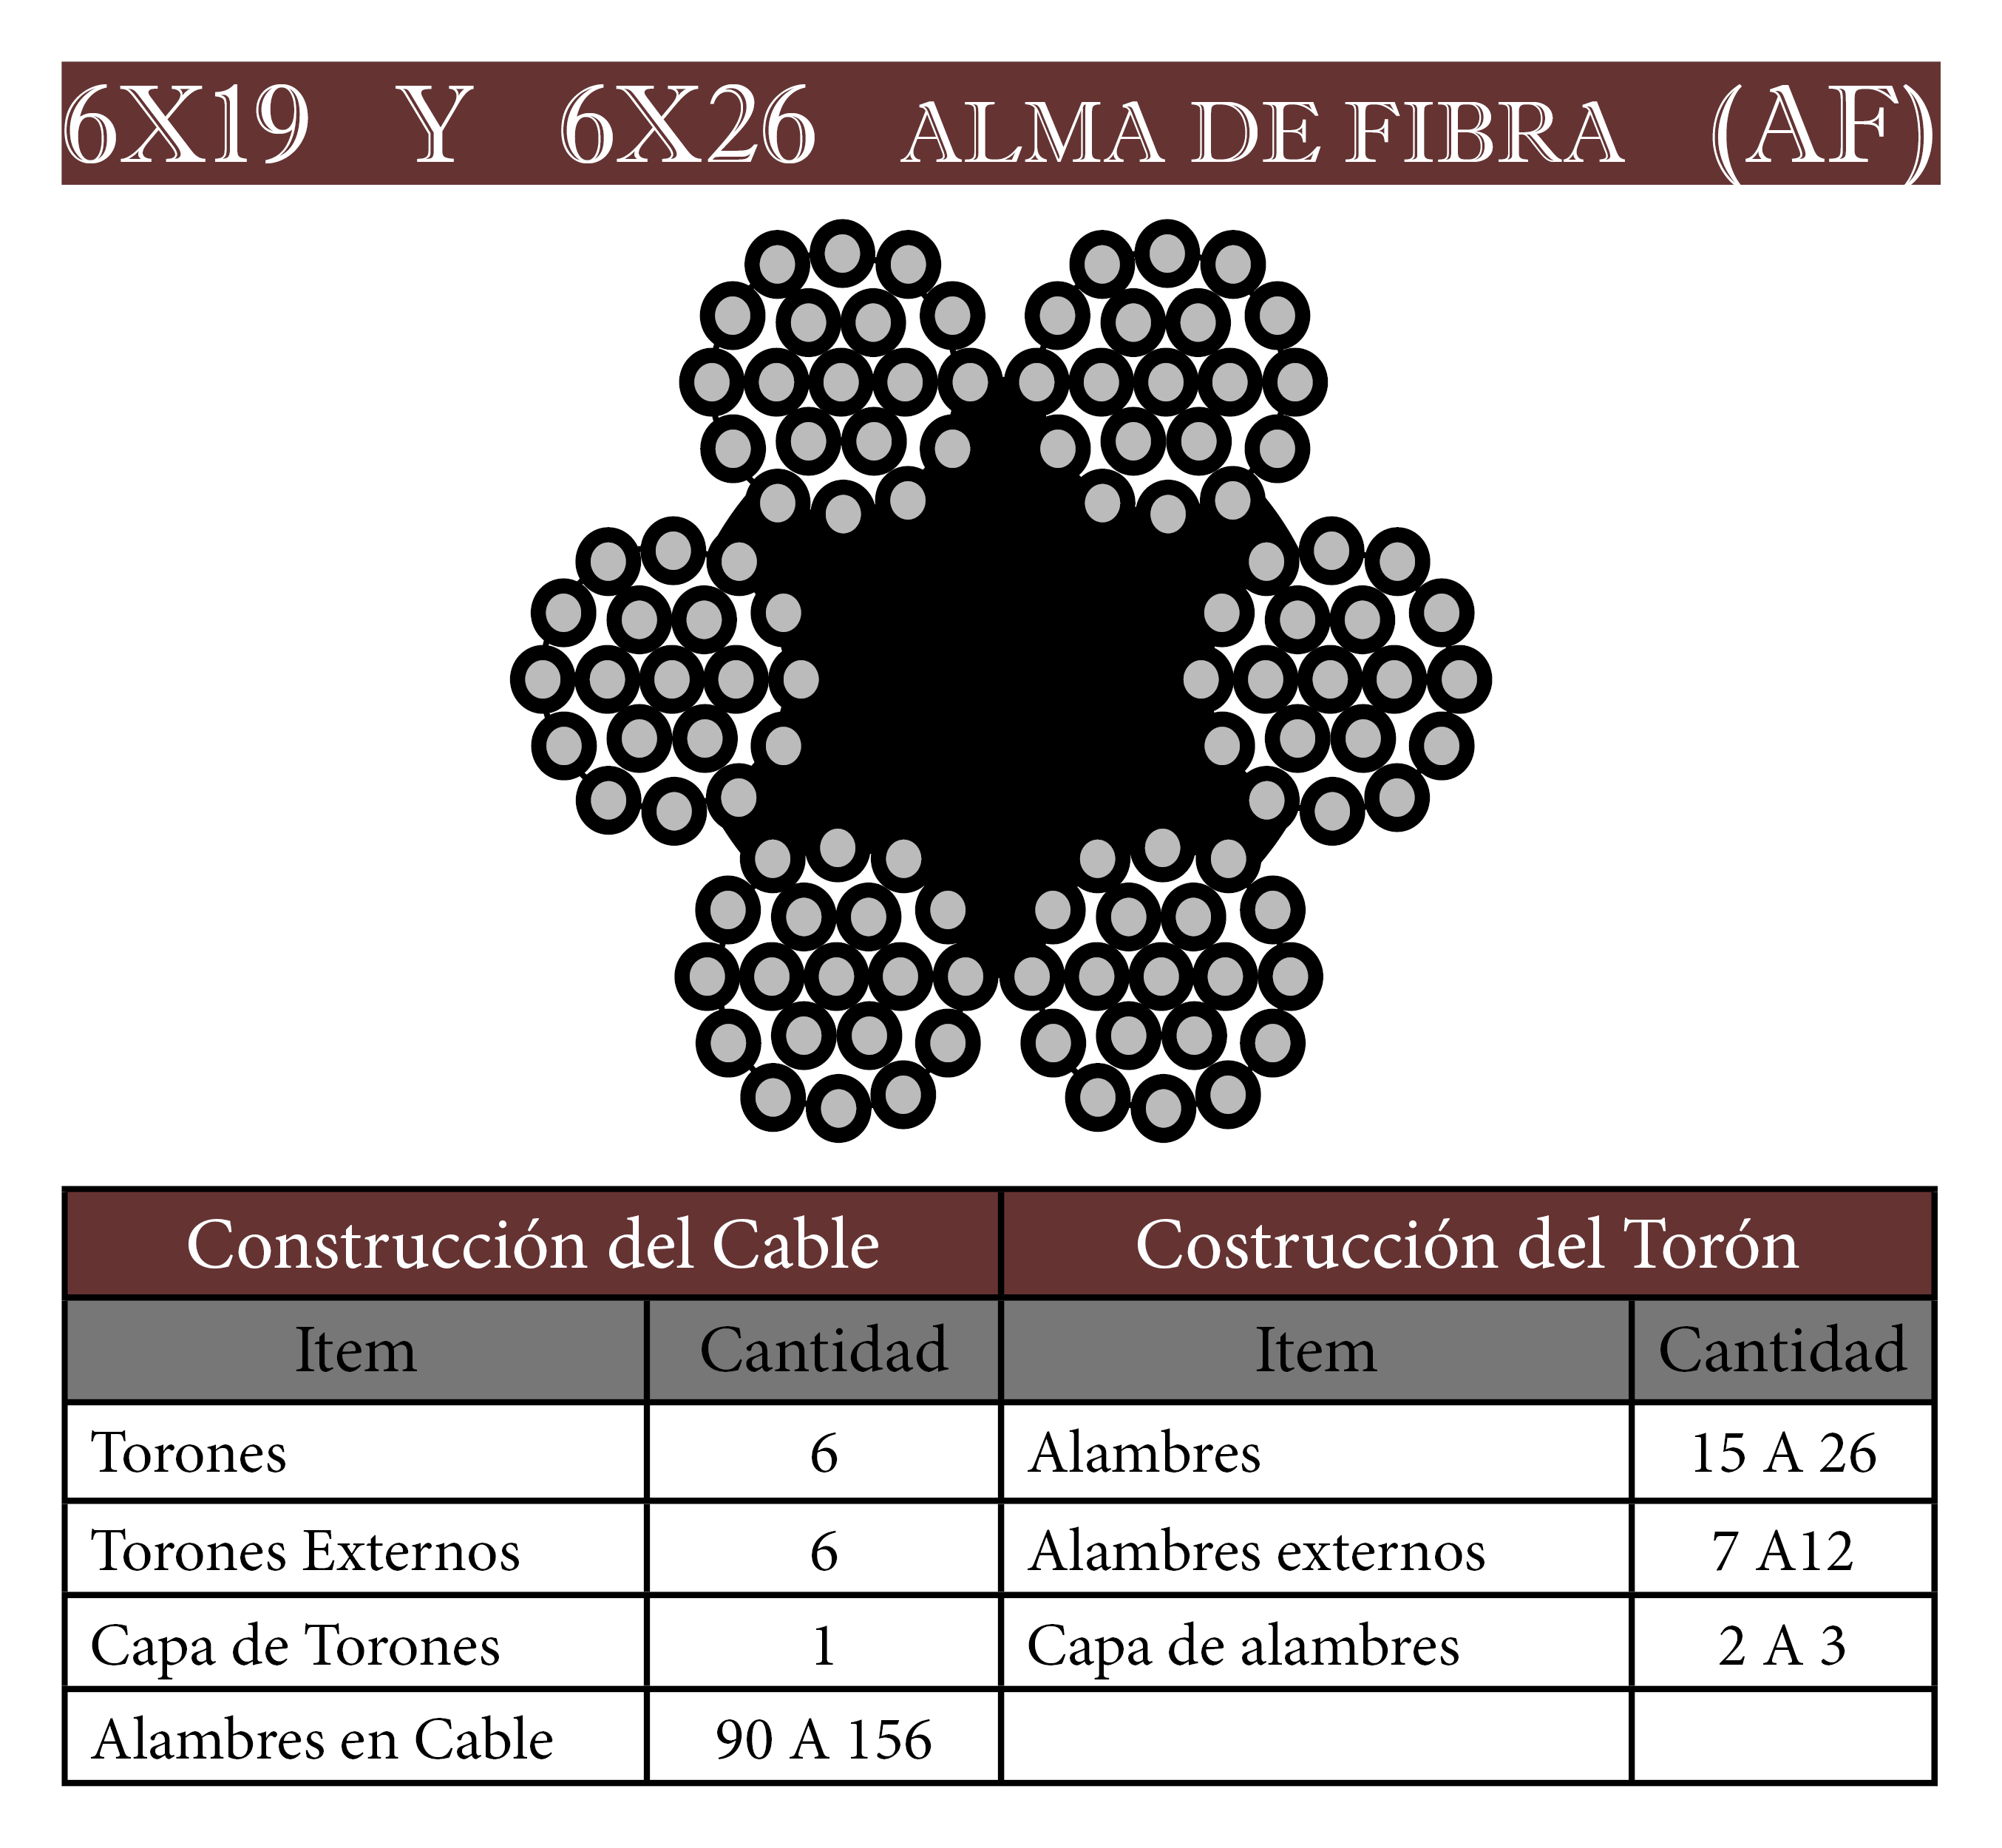 6X19 Y 6X26 ALMA DE FIBRA (AF)
Construcción del Cable Costrucción del Torón
Item Cantidad Item Cantidad
Torones 6 Alambres 15 A 26
Torones Externos 6 Alambres externos 7 A12
Capa de Torones 1 Capa de alambres 2 A 3
Alambres en Cable 90 A 156